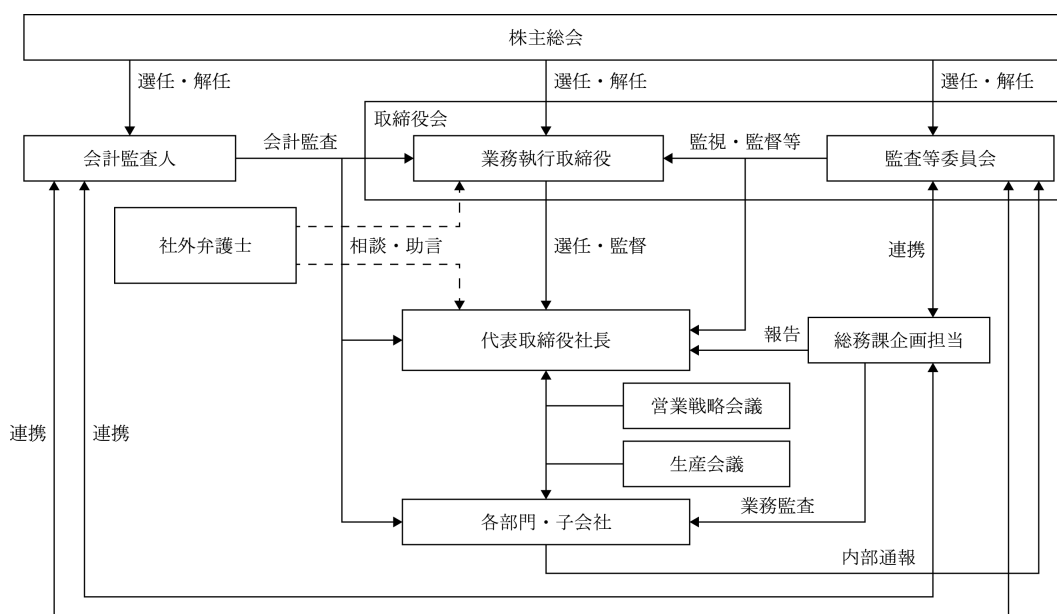 株主総会
選任・解任
選任・解任
選任・解任
取締役会
会計監査人
会計監査
業務執行取締役
監視・監督等
監査等委員会
社外弁護士
相談・助言
選任・監督
連携
代表取締役社長
報告
総務課企画担当
営業戦略会議
連携
連携
生産会議
業務監査
各部門・子会社
内部通報